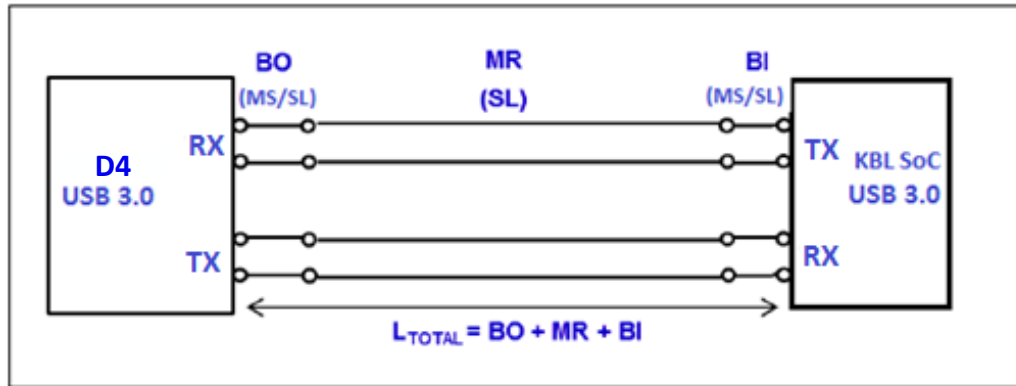 BO
MR
BI
(MS/SL)
(SL)
(MS/SL)
RX
TX
D4
KBL SoC
USB 3.0
USB 3.0
TX
RX
LTOTAL = BO + MR + BI